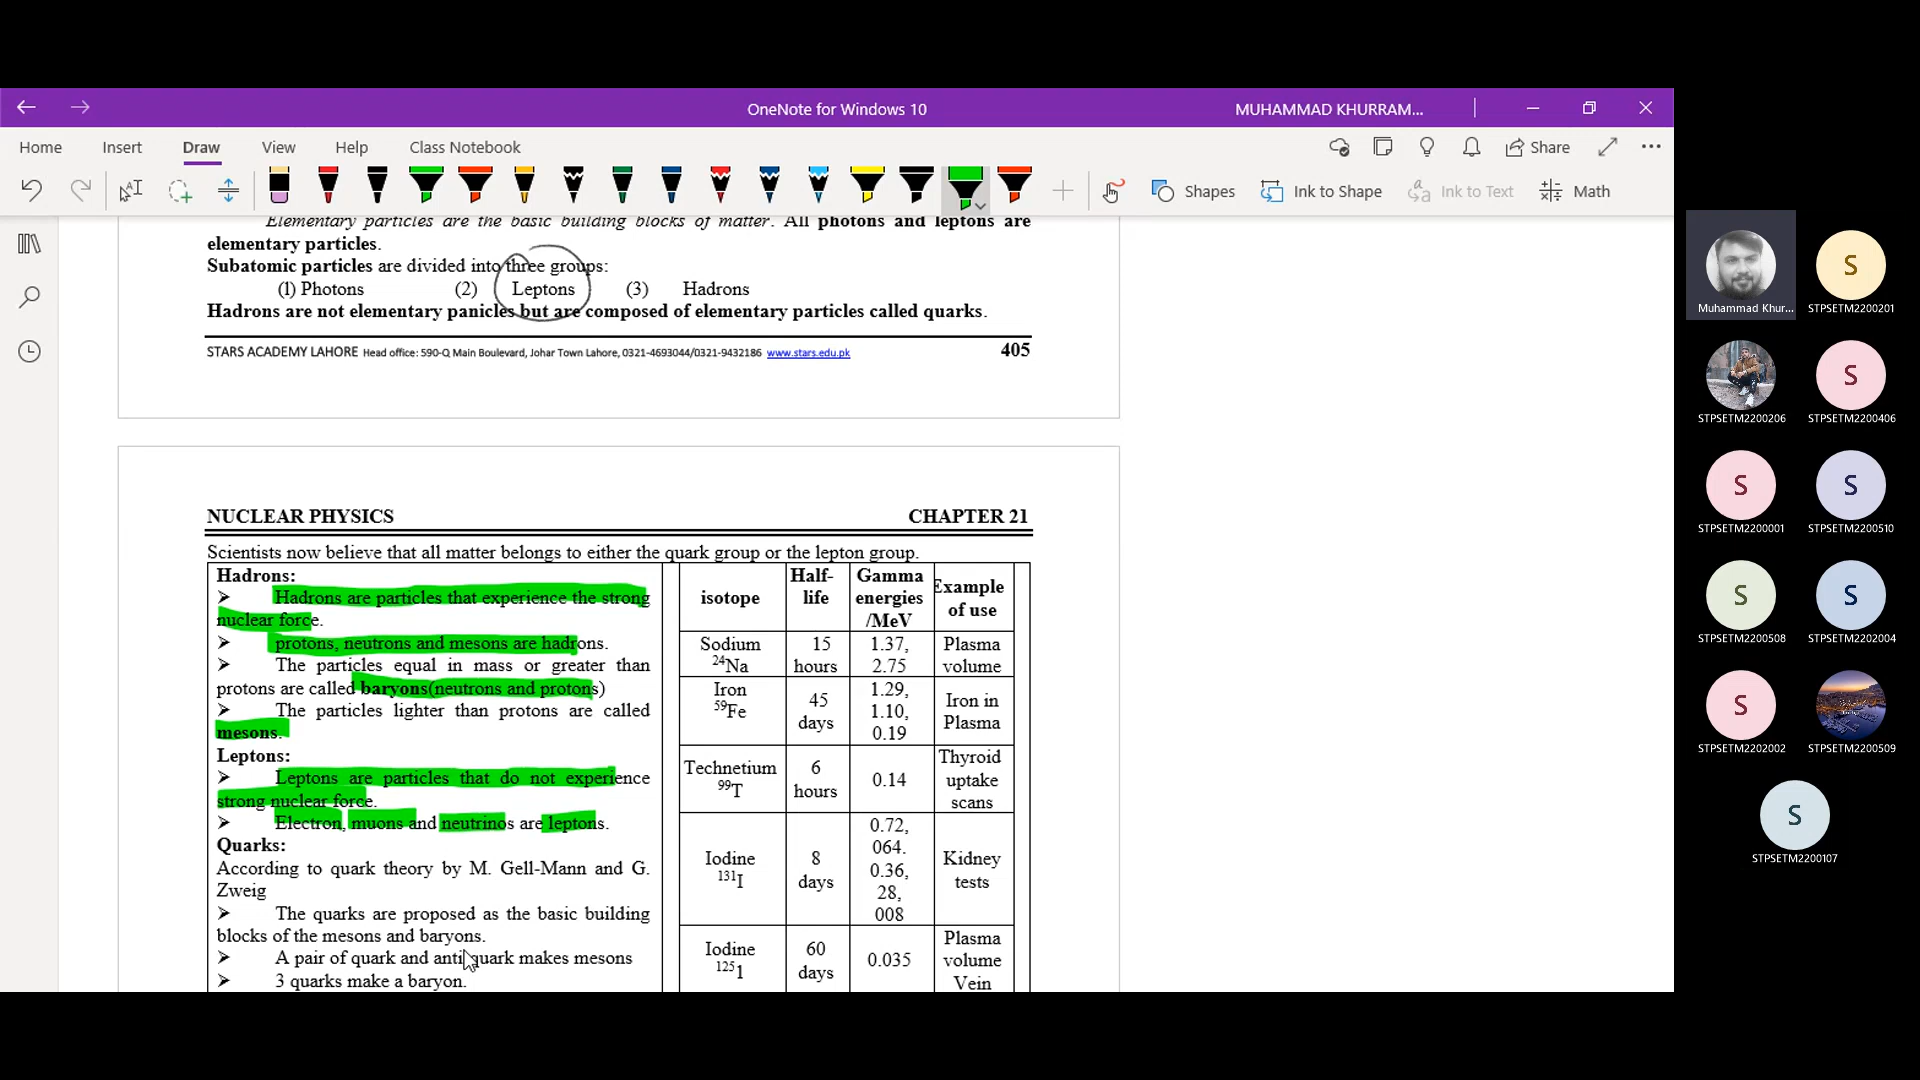 OneNote for Windows 10
MUHAMMAD KHURRAM...
Home Insert Draw View Help Class Notebook
Share
Shapes Ink to Shape Ink to Text Math
Elementary particles are the basic building blocks of matter. All photons and leptons are
elementary particles.
Subatomic particles are divided into three groups:
(1) Photons (2) Leptons (3) Hadrons
Hadrons are not elementary panicles but are composed of elementary particles called quarks.
STARS ACADEMY LAHORE Head office: 590-Q Main Boulevard, Johar Town Lahore, 0321-4693044/0321-9432186 www.stars.edu.pk 405
NUCLEAR PHYSICS CHAPTER 21
Scientists now believe that all matter belongs to either the quark group or the lepton group.
Hadrons:
Hadrons are particles that experience the strong
nuclear force.
protons, neutrons and mesons are hadrons.
The particles equal in mass or greater than
protons are called baryons(neutrons and protons)
The particles lighter than protons are called
mesons.
Leptons:
Leptons are particles that do not experience
strong nuclear force.
Electron, muons and neutrinos are leptons.
Quarks:
According to quark theory by M. Gell-Mann and G.
Zweig
The quarks are proposed as the basic building
blocks of the mesons and baryons.
A pair of quark and antiquark makes mesons
3 quarks make a baryon.
isotope
Half-
life
Gamma
energies
/MeV
Example
of use
Sodium
24Na
15
hours
1.37,
2.75
Plasma
volume
Iron
59Fe
45
days
1.29,
1.10,
0.19
Iron in
Plasma
Technetium
99T
6
hours
0.14
Thyroid
uptake
scans
Iodine
131I
8
days
0.72,
064.
0.36,
28,
008
Kidney
tests
Iodine
1251
60
days
0.035
Plasma
volume
Vein
Muhammad Khur...
S
STPSETM2200201
STPSETM2200206
S
STPSETM2200406
S
STPSETM2200001
S
STPSETM2200510
S
STPSETM2200508
S
STPSETM2202004
S
STPSETM2202002
STPSETM2200509
S
STPSETM2200107